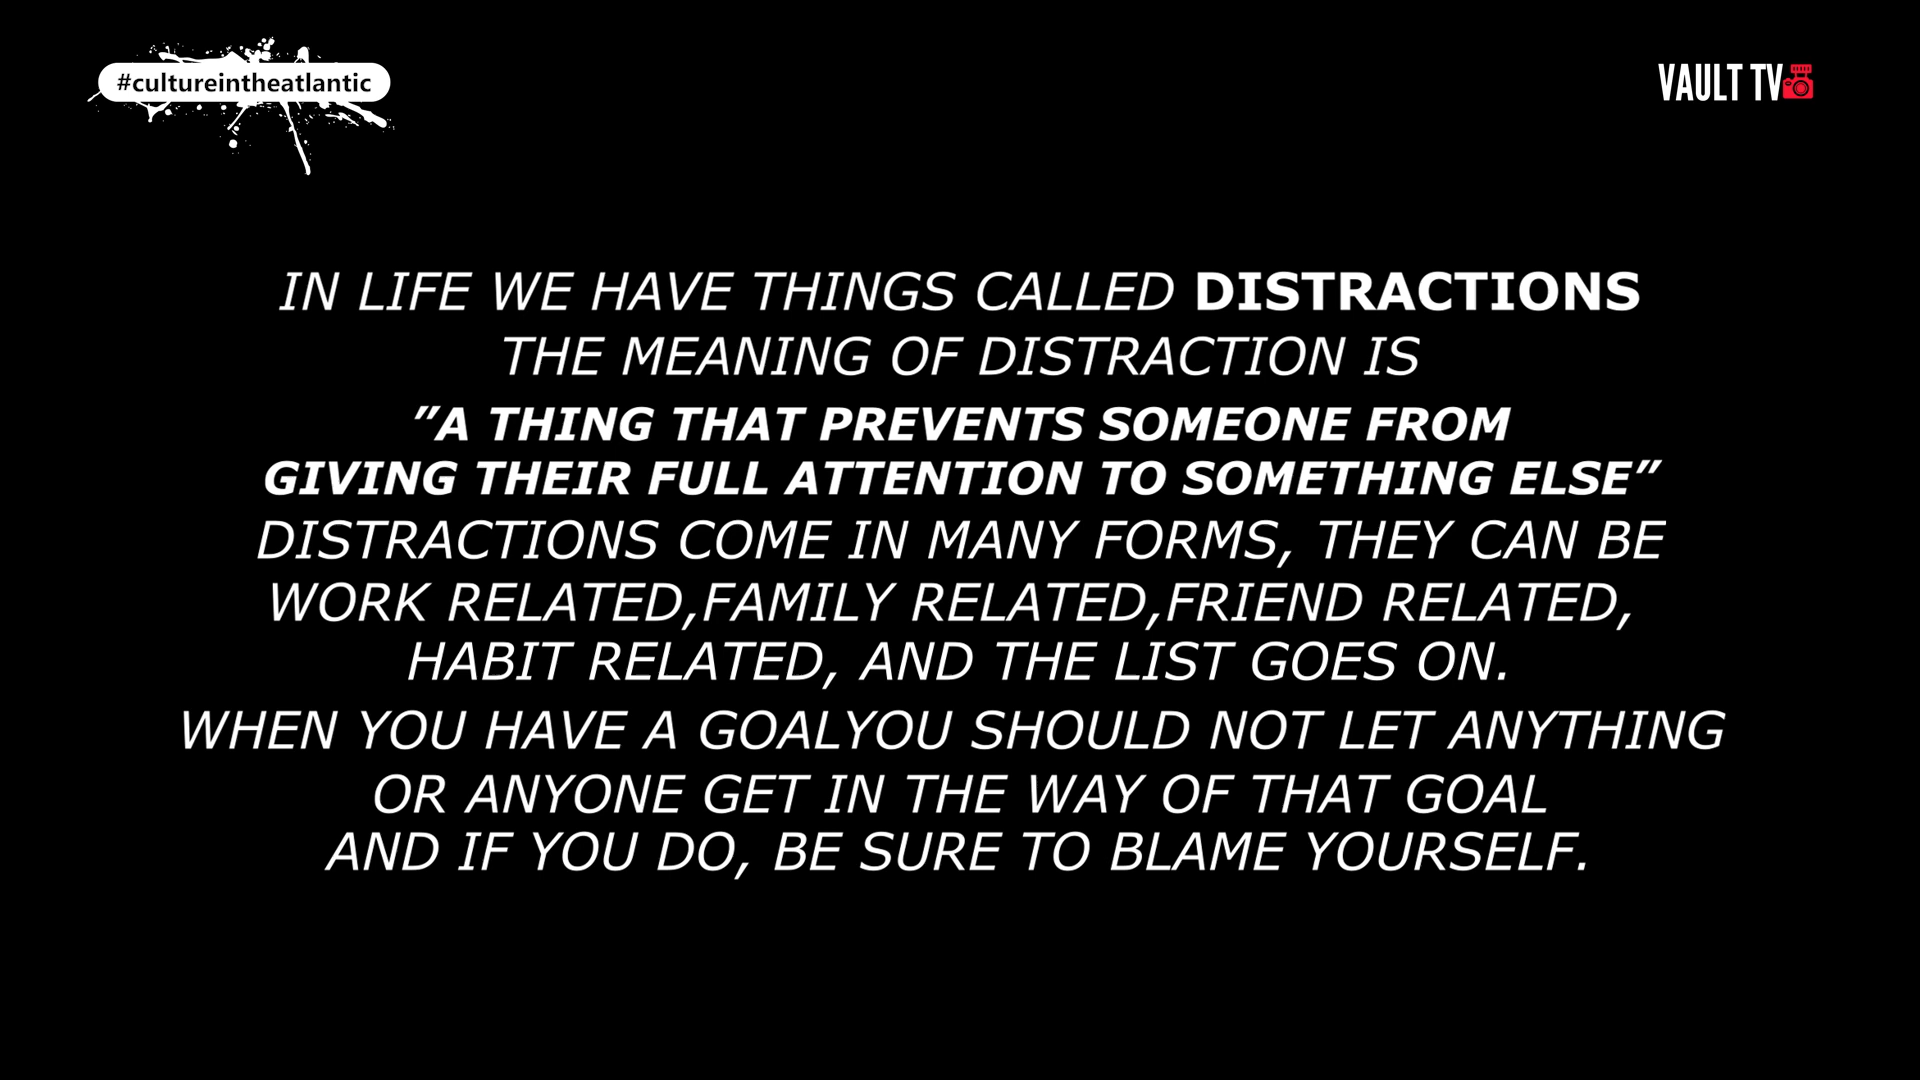 #cultureintheatlantic
VAULT TV
IN LIFE WE HAVE THINGS CALLED DISTRACTIONS
THE MEANING OF DISTRACTION IS
"A THING THAT PREVENTS SOMEONE FROM
GIVING THEIR FULL ATTENTION TO SOMETHING ELSE"
DISTRACTIONS COME IN MANY FORMS, THEY CAN BE
WORK RELATED,FAMILY RELATED,FRIEND RELATED,
HABIT RELATED, AND THE LIST GOES ON.
WHEN YOU HAVE A GOALYOU SHOULD NOT LET ANYTHING
OR ANYONE GET IN THE WAY OF THAT GOAL
AND IF YOU DO, BE SURE TO BLAME YOURSELF.